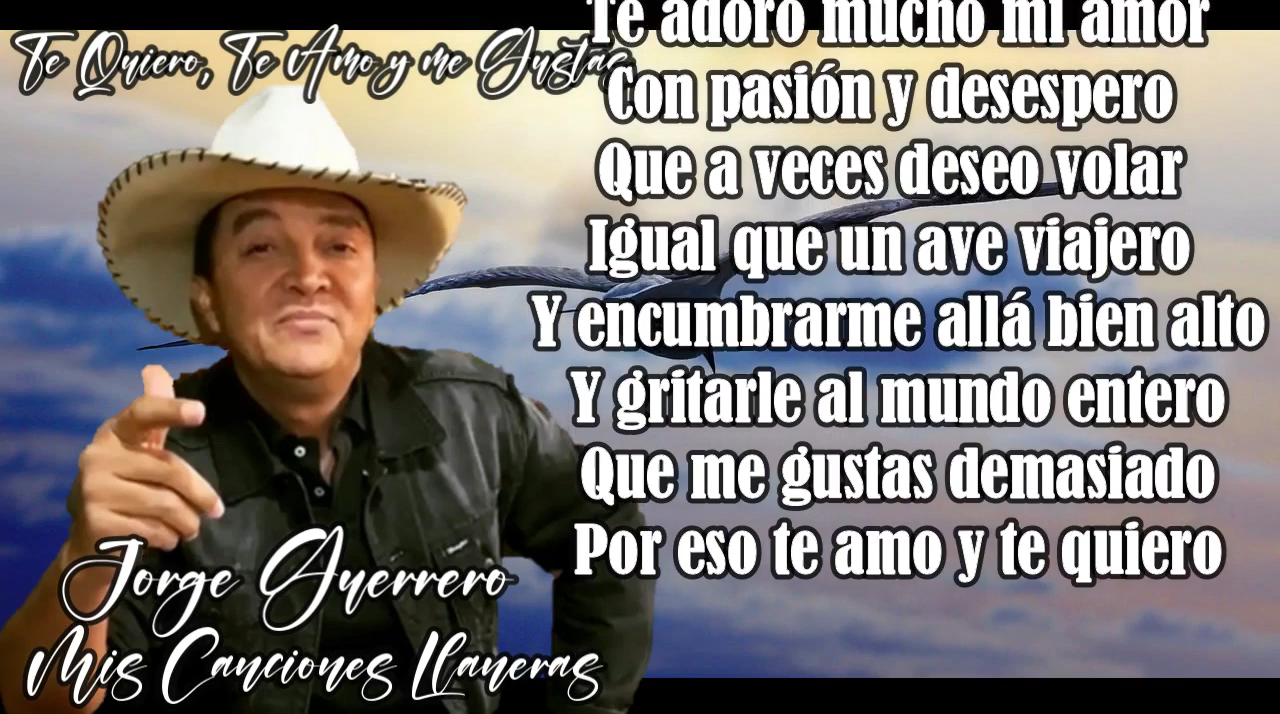 Te Quiero, Te Amo y me Gustas
Te adoro mucho mi amor
Con pasión y desespero
Que a veces deseo volar
Igual que un ave viajero
Y encumbrarme allá bien alto
Y gritarle al mundo entero
Que me gustas demasiado
Por eso te amo y te quiero
Jorge Guerrero
Mis Canciones Llaneras